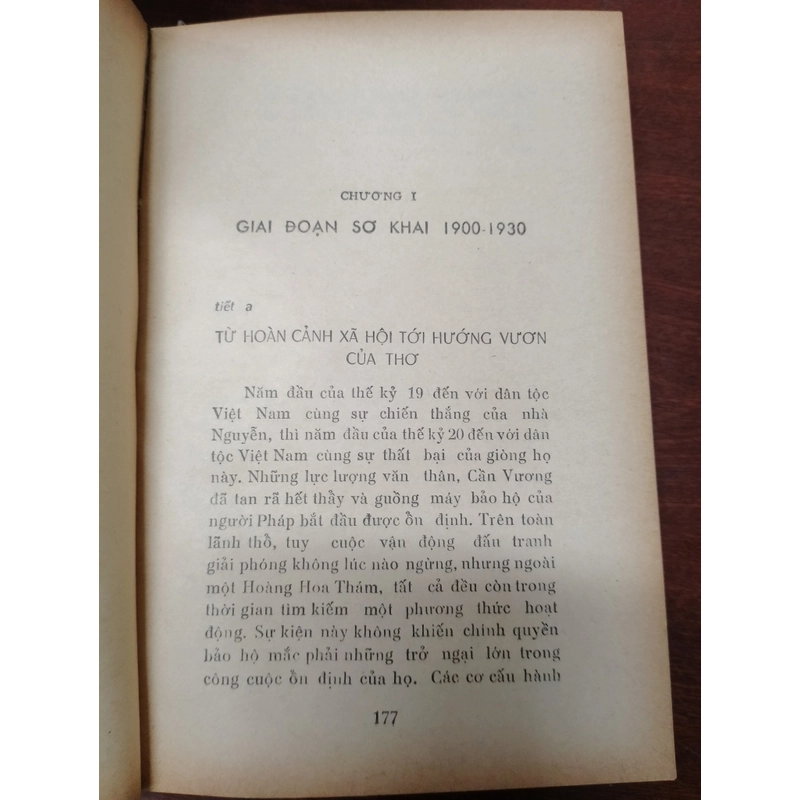 CHƯƠNG I
GIAI ĐOẠN SƠ KHAI 1900-1930
tiết a
TỪ HOÀN CẢNH XÃ HỘI TỚI HƯỚNG VƯƠN
CỦA THƠ
Năm đầu của thế kỷ 19 đến với dân tộc
Việt Nam cùng sự chiến thắng của nhà
Nguyễn, thì năm đầu của thế kỷ 20 đến với dân
tộc Việt Nam cùng sự thất bại của giòng họ
này. Những lực lượng văn thân, Cần Vương
đã tan rã hết thầy và guồng máy bảo hộ của
người Pháp bắt đầu được ổn định. Trên toàn
lãnh thổ, tuy cuộc vận động đấu tranh
giải phóng không lúc nào ngừng, nhưng ngoài
một Hoàng Hoa Thám, tất cả đều còn trong
thời gian tìm kiếm một phương thức hoạt
động. Sự kiện này không khiến chính quyền
bảo hộ mắc phải những trở ngại lớn trong
công cuộc ổn định của họ. Các cơ cấu hành
177